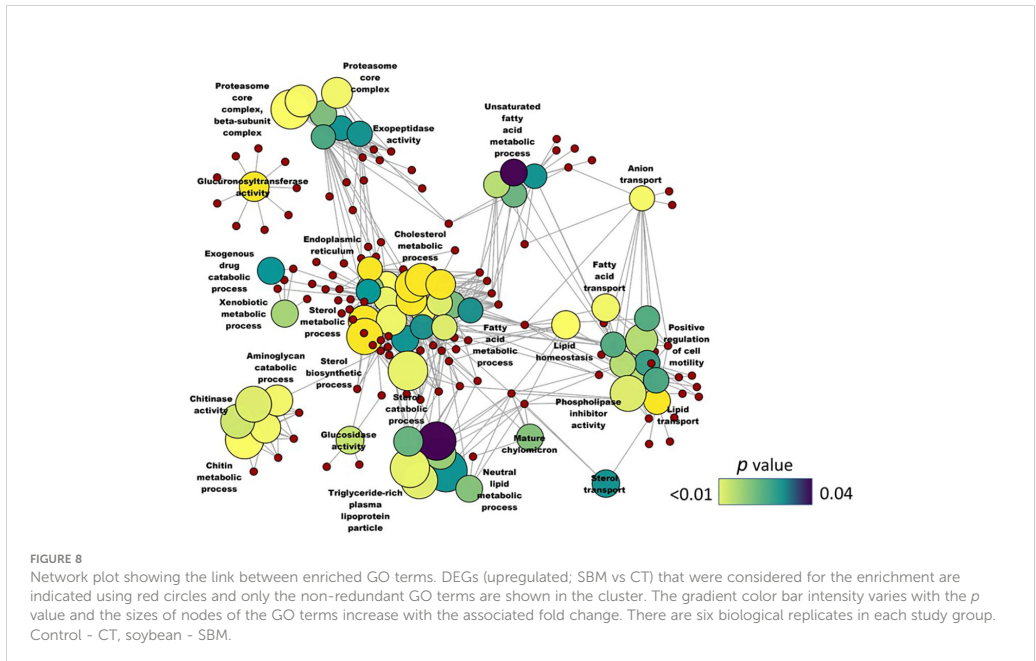 Proteasome
core
complex
Proteasome
core
complex,
beta-subunit
complex
Exopeptidase
activity
Unsaturated
fatty
acid
metabolic
process
Anion
transport
Glucuronosyltransferase
activity
Endoplasmic
reticulum
Cholesterol
metabolic
process
Exogenous
drug
catabolic
process
Xenobiotic
metabolic
process
Sterol
metabolic
process
Fatty
acid
transport
Fatty
acid
metabolic
process
Lipid
homeostasis
Positive
regulation
of cell
motility
Aminoglycan
catabolic
process
Sterol
biosynthetic
process
Chitinase
activity
Sterol
catabolic
process
Phospholipase
inhibitor
activity
Lipid
transport
Glucosidase
activity
Mature
chylomicron
Chitin
metabolic
process
Triglyceride-rich
plasma
lipoprotein
particle
Neutral
lipid
metabolic
process
Sterol
transport
p value
<0.01
0.04
FIGURE 8
Network plot showing the link between enriched GO terms. DEGs (upregulated; SBM vs CT) that were considered for the enrichment are
indicated using red circles and only the non-redundant GO terms are shown in the cluster. The gradient color bar intensity varies with the p
value and the sizes of nodes of the GO terms increase with the associated fold change. There are six biological replicates in each study group.
Control - CT, soybean - SBM.